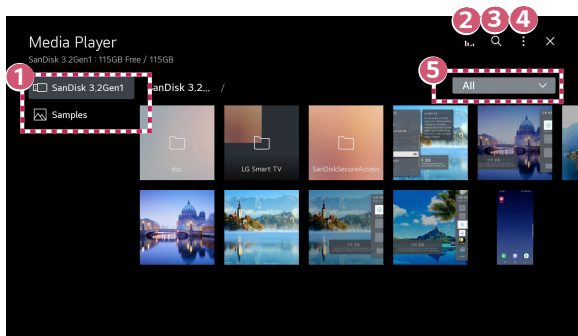 2 3 4
Media Player
SanDisk 3.2Gen1 : 115GB Free / 115GB
1
5
SanDisk 3.2Gen1
SanDisk 3.2... /
All
Samples
doc
LG Smart TV
SanDiskSecureAccess